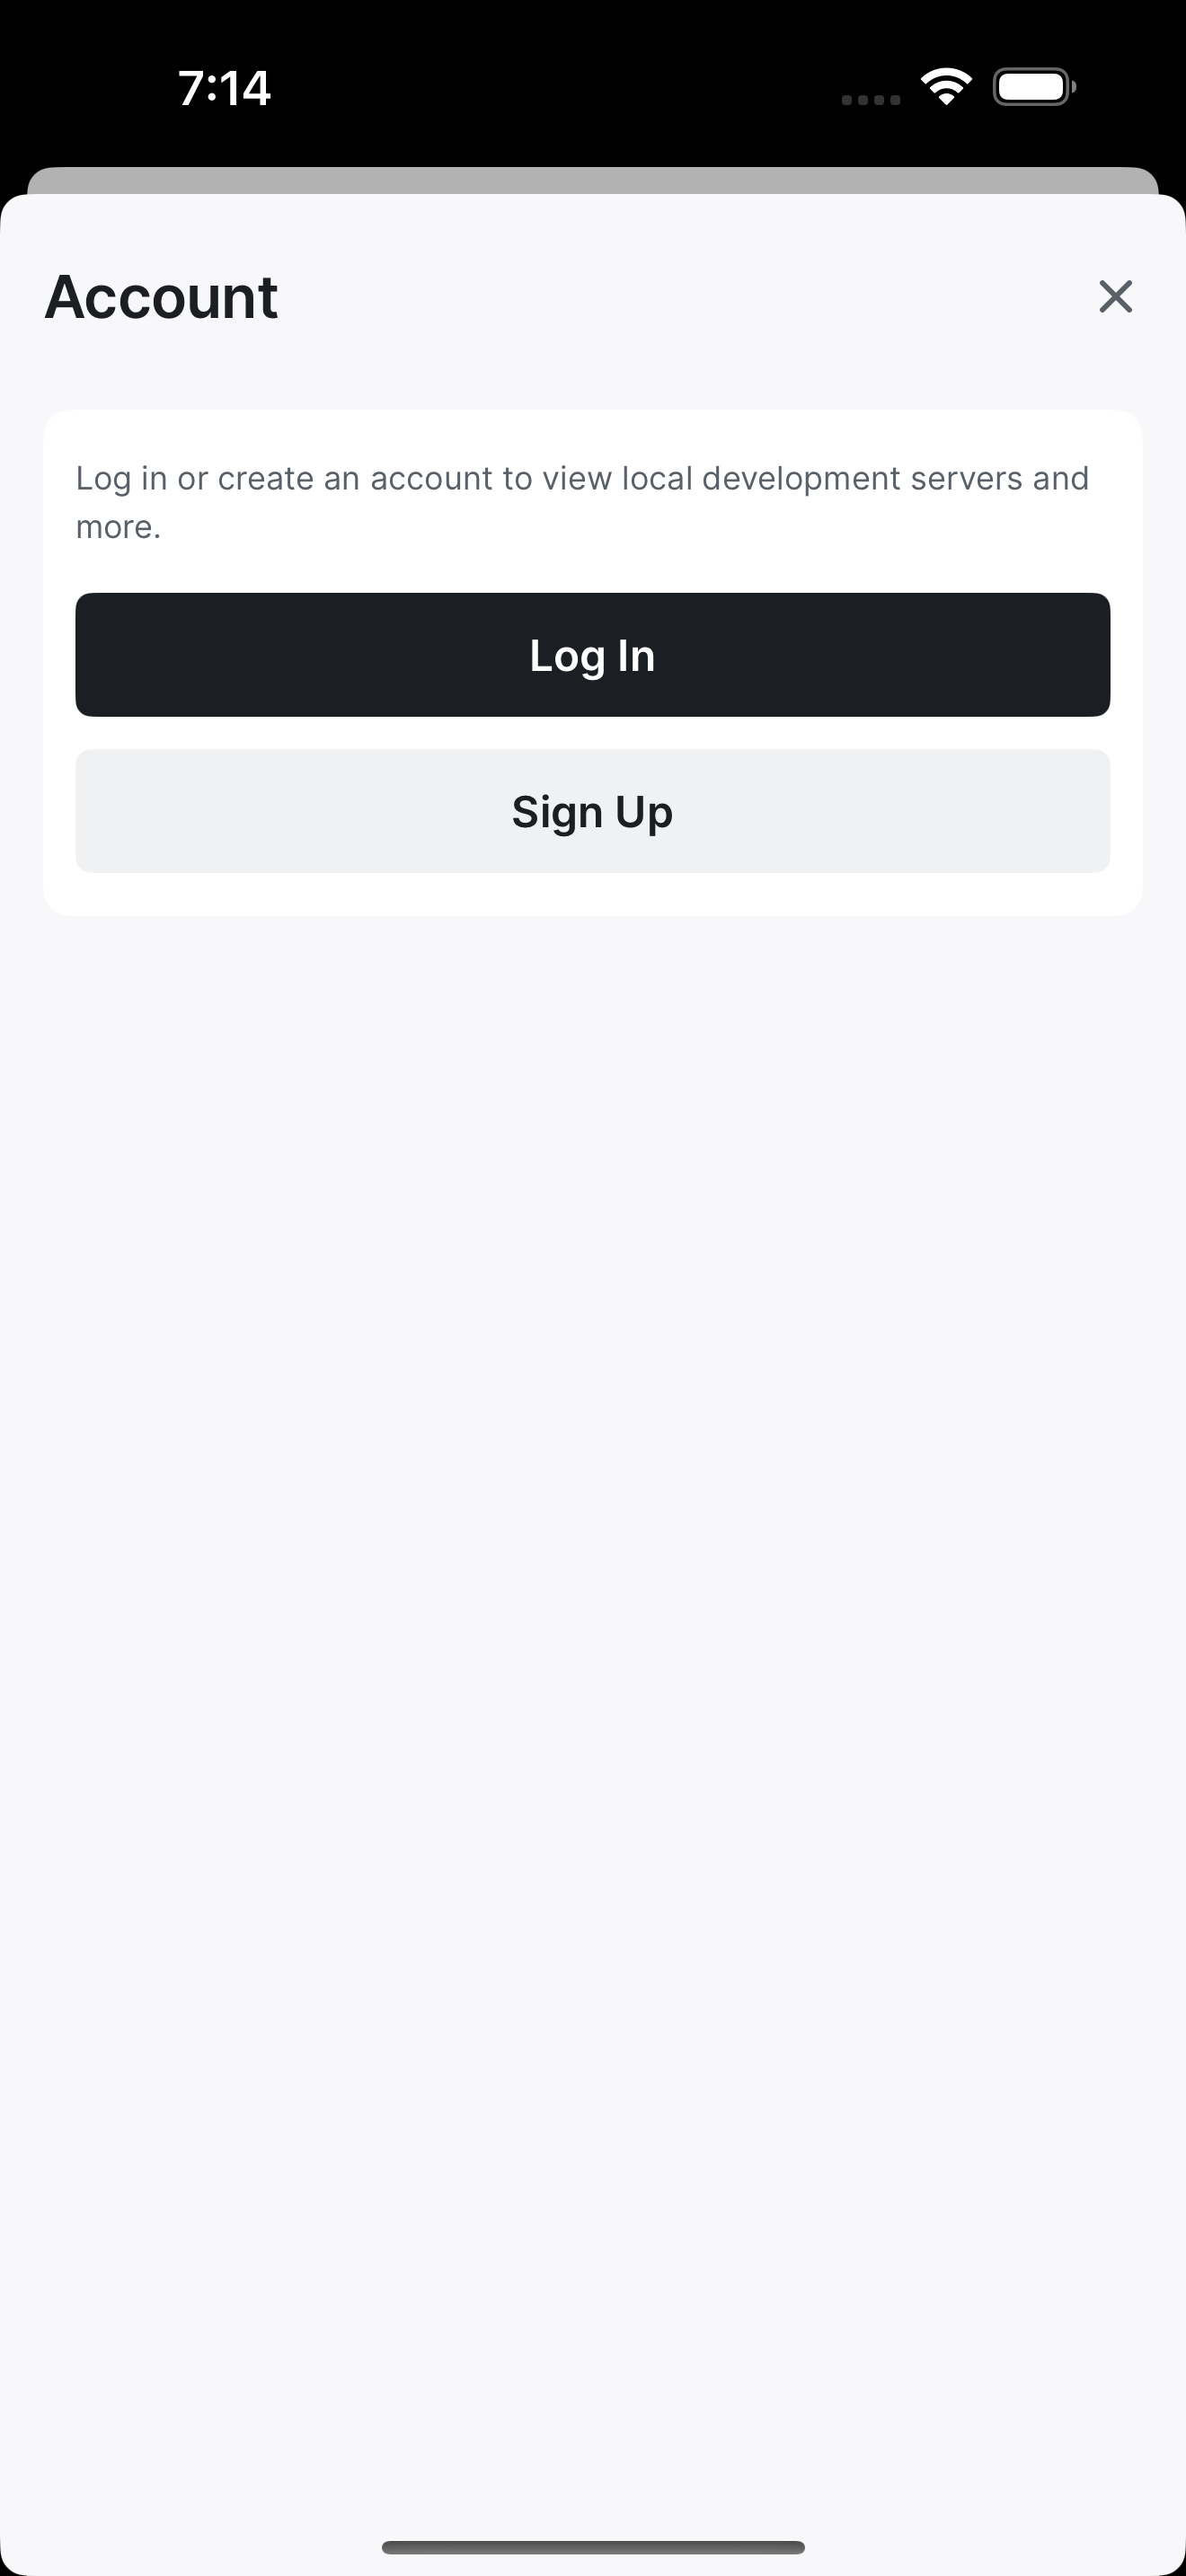 7:14
Account
Log in or create an account to view local development servers and
more.
Log In
Sign Up